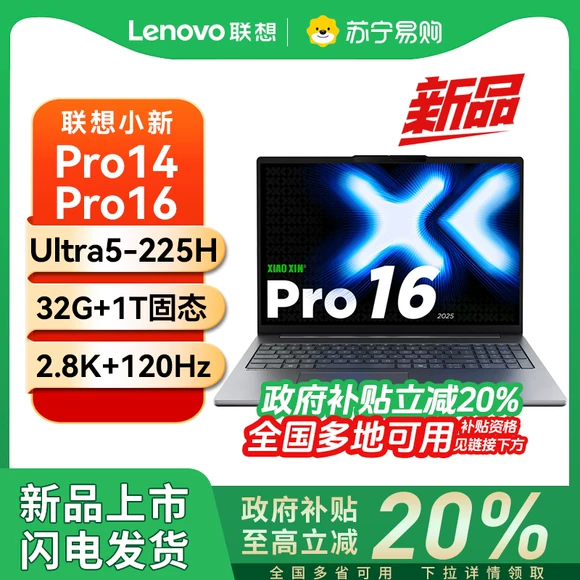 Lenovo联想
苏宁易购
新品
联想小新
Pro14
Pro16
Ultra5-225H
32G+1T固态
2.8K+120Hz
XIAO XIN
Pro 16
2025
政府补贴立减20%
全国多地可用
补贴资格
见链接下方
新品上市
闪电发货
政府补贴
至高立减
20%
全国多省可用 下拉详情领取